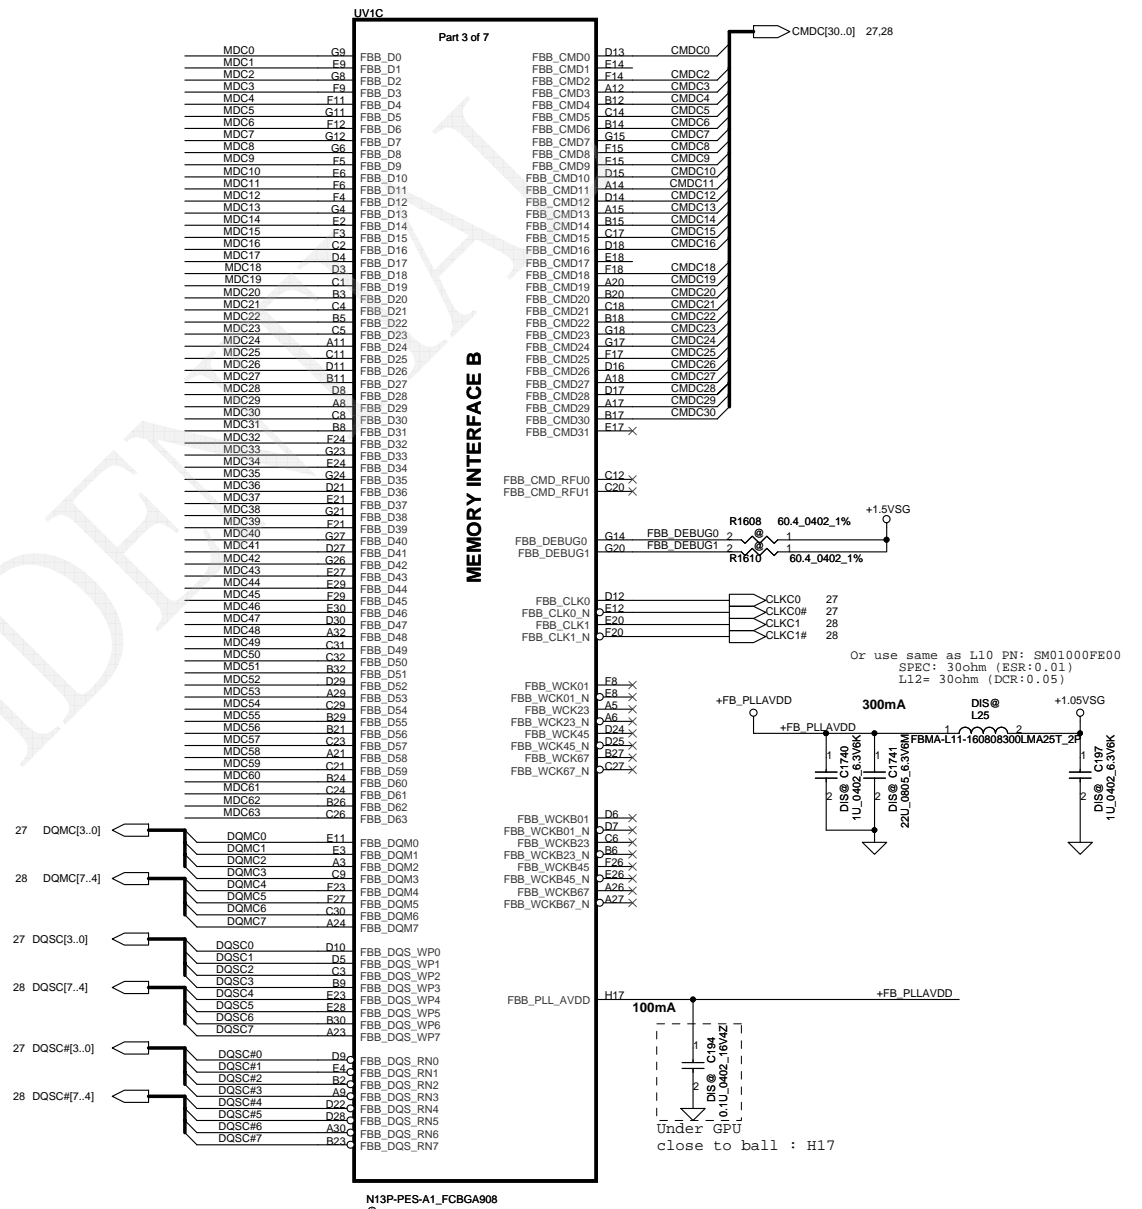 UV1C
Part 3 of 7
CMDC[30..0] 27,28
MDC0 G9 FBB_D0
MDC1 E9 FBB_D1
MDC2 G8 FBB_D2
MDC3 F9 FBB_D3
MDC4 F11 FBB_D4
MDC5 G11 FBB_D5
MDC6 F12 FBB_D6
MDC7 G12 FBB_D7
MDC8 G6 FBB_D8
MDC9 F5 FBB_D9
MDC10 E6 FBB_D10
MDC11 F6 FBB_D11
MDC12 F4 FBB_D12
MDC13 G4 FBB_D13
MDC14 E2 FBB_D14
MDC15 F3 FBB_D15
MDC16 C2 FBB_D16
MDC17 D4 FBB_D17
MDC18 D3 FBB_D18
MDC19 C1 FBB_D19
MDC20 B3 FBB_D20
MDC21 C4 FBB_D21
MDC22 B5 FBB_D22
MDC23 C5 FBB_D23
MDC24 A11 FBB_D24
MDC25 C11 FBB_D25
MDC26 D11 FBB_D26
MDC27 B11 FBB_D27
MDC28 D8 FBB_D28
MDC29 A8 FBB_D29
MDC30 C8 FBB_D30
MDC31 B8 FBB_D31
MDC32 F24 FBB_D32
MDC33 G23 FBB_D33
MDC34 E24 FBB_D34
MDC35 G24 FBB_D35
MDC36 D21 FBB_D36
MDC37 E21 FBB_D37
MDC38 G21 FBB_D38
MDC39 F21 FBB_D39
MDC40 G27 FBB_D40
MDC41 D27 FBB_D41
MDC42 G26 FBB_D42
MDC43 E27 FBB_D43
MDC44 E29 FBB_D44
MDC45 F29 FBB_D45
MDC46 E30 FBB_D46
MDC47 D30 FBB_D47
MDC48 A32 FBB_D48
MDC49 C31 FBB_D49
MDC50 C32 FBB_D50
MDC51 B32 FBB_D51
MDC52 D29 FBB_D52
MDC53 A29 FBB_D53
MDC54 C29 FBB_D54
MDC55 B29 FBB_D55
MDC56 B21 FBB_D56
MDC57 C23 FBB_D57
MDC58 A21 FBB_D58
MDC59 C21 FBB_D59
MDC60 B24 FBB_D60
MDC61 C24 FBB_D61
MDC62 B26 FBB_D62
MDC63 C26 FBB_D63
27 DQMC[3..0]
28 DQMC[7..4]
DQMC0 E11 FBB_DQM0
DQMC1 E3 FBB_DQM1
DQMC2 A3 FBB_DQM2
DQMC3 C9 FBB_DQM3
DQMC4 F23 FBB_DQM4
DQMC5 F27 FBB_DQM5
DQMC6 C30 FBB_DQM6
DQMC7 A24 FBB_DQM7
27 DQSC[3..0]
28 DQSC[7..4]
DQSC0 D10 FBB_DQS_WP0
DQSC1 D5 FBB_DQS_WP1
DQSC2 C3 FBB_DQS_WP2
DQSC3 B9 FBB_DQS_WP3
DQSC4 E23 FBB_DQS_WP4
DQSC5 E28 FBB_DQS_WP5
DQSC6 B30 FBB_DQS_WP6
DQSC7 A23 FBB_DQS_WP7
27 DQSC#[3..0]
28 DQSC#[7..4]
DQSC#0 D9 FBB_DQS_RN0
DQSC#1 E4 FBB_DQS_RN1
DQSC#2 B2 FBB_DQS_RN2
DQSC#3 A9 FBB_DQS_RN3
DQSC#4 D22 FBB_DQS_RN4
DQSC#5 D28 FBB_DQS_RN5
DQSC#6 A30 FBB_DQS_RN6
DQSC#7 B23 FBB_DQS_RN7
MEMORY INTERFACE B
FBB_CMD0 D13 CMDC0
FBB_CMD1 E14
FBB_CMD2 F14 CMDC2
FBB_CMD3 A12 CMDC3
FBB_CMD4 B12 CMDC4
FBB_CMD5 C14 CMDC5
FBB_CMD6 B14 CMDC6
FBB_CMD7 G15 CMDC7
FBB_CMD8 F15 CMDC8
FBB_CMD9 E15 CMDC9
FBB_CMD10 D15 CMDC10
FBB_CMD11 A14 CMDC11
FBB_CMD12 D14 CMDC12
FBB_CMD13 A15 CMDC13
FBB_CMD14 B15 CMDC14
FBB_CMD15 C17 CMDC15
FBB_CMD16 D18 CMDC16
FBB_CMD17 E18
FBB_CMD18 F18 CMDC18
FBB_CMD19 A20 CMDC19
FBB_CMD20 B20 CMDC20
FBB_CMD21 C18 CMDC21
FBB_CMD22 B18 CMDC22
FBB_CMD23 G18 CMDC23
FBB_CMD24 G17 CMDC24
FBB_CMD25 F17 CMDC25
FBB_CMD26 D16 CMDC26
FBB_CMD27 A18 CMDC27
FBB_CMD28 D17 CMDC28
FBB_CMD29 A17 CMDC29
FBB_CMD30 B17 CMDC30
FBB_CMD31 E17
FBB_CMD_RFU0 C12
FBB_CMD_RFU1 C20
+1.5VSG
R1608 60.4_0402_1%
FBB_DEBUG0 G14 FBB_DEBUG0 2 @ 1
FBB_DEBUG1 G20 FBB_DEBUG1 2 @ 1
R1610 60.4_0402_1%
FBB_CLK0 D12 CLKC0 27
FBB_CLK0_N E12 CLKC0# 27
FBB_CLK1 E20 CLKC1 28
FBB_CLK1_N F20 CLKC1# 28
Or use same as L10 PN: SM01000FE00
SPEC: 30ohm (ESR:0.01)
L12= 30ohm (DCR:0.05)
FBB_WCK01 F8
FBB_WCK01_N E8
FBB_WCK23 A5
FBB_WCK23_N A6
FBB_WCK45 D24
FBB_WCK45_N D25
FBB_WCK67 B27
FBB_WCK67_N C27
+FB_PLLAVDD
+FB_PLLAVDD
300mA
DIS@
L25
1 2
FBMA-L11-160808300LMA25T_2P
+1.05VSG
1 2
DIS@ C1740
1U_0402_6.3V6K
1 2
DIS@ C1741
22U_0805_6.3V6M
1 2
DIS@ C197
1U_0402_6.3V6K
FBB_WCKB01 D6
FBB_WCKB01_N D7
FBB_WCKB23 C6
FBB_WCKB23_N B6
FBB_WCKB45 F26
FBB_WCKB45_N E26
FBB_WCKB67 A26
FBB_WCKB67_N A27
FBB_PLL_AVDD H17 +FB_PLLAVDD
100mA
1 2
DIS@ C194
0.1U_0402_16V4Z
Under GPU
close to ball : H17
N13P-PES-A1_FCBGA908
@